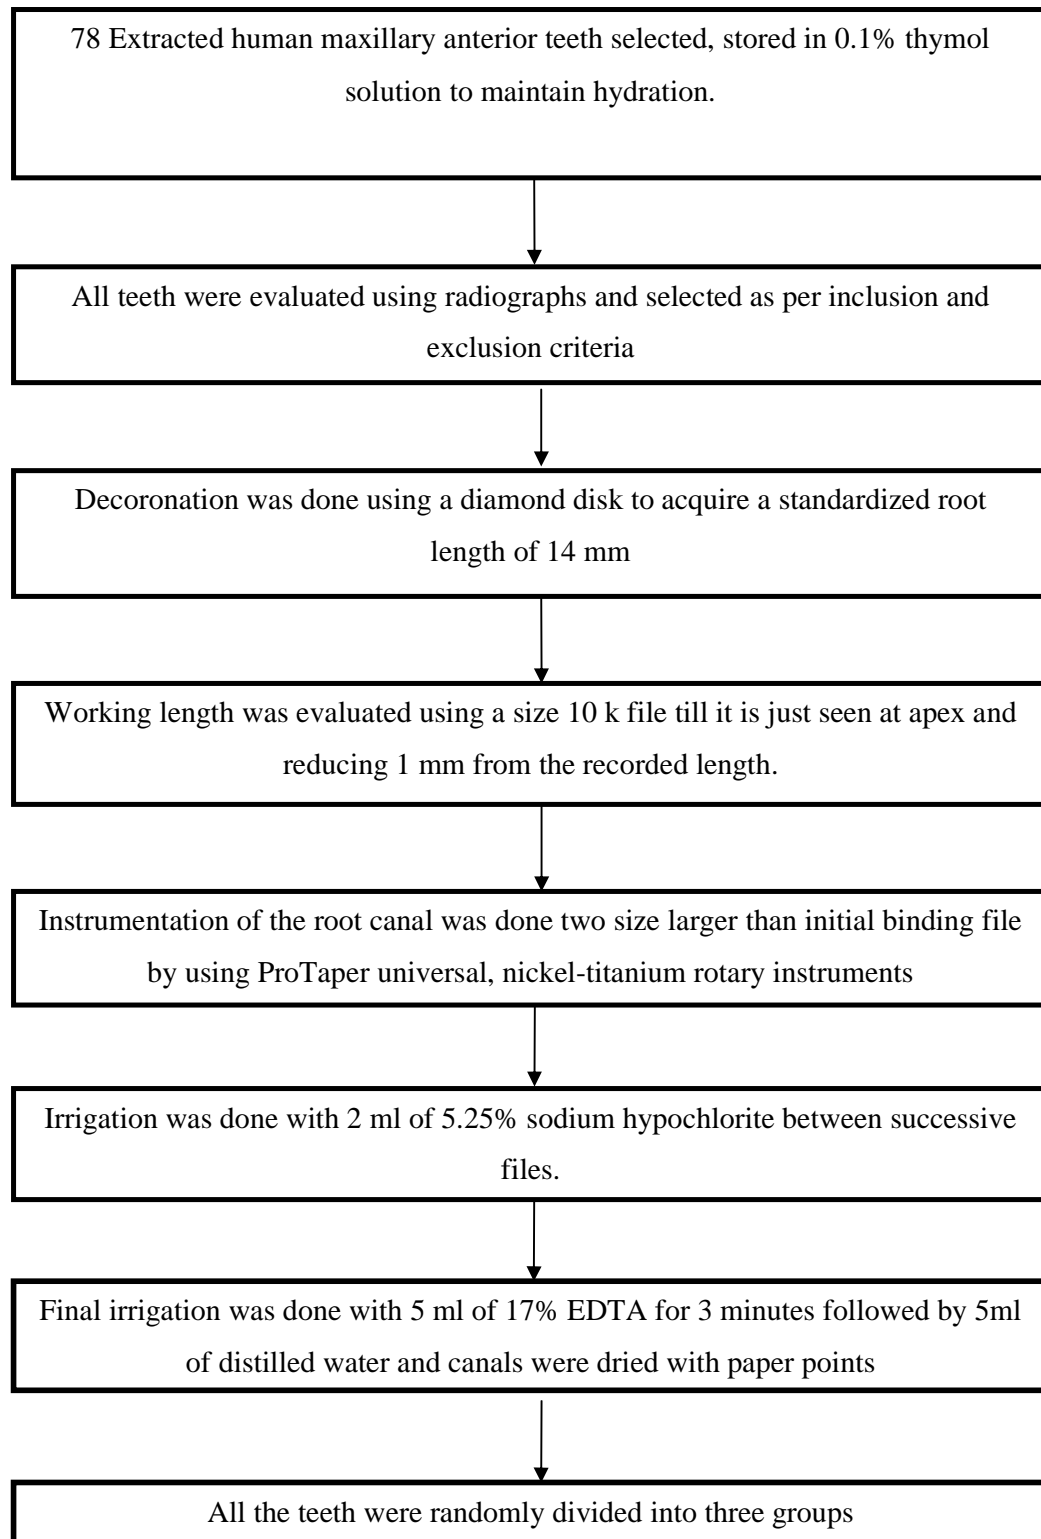 78 Extracted human maxillary anterior teeth selected, stored in 0.1% thymol
solution to maintain hydration.
All teeth were evaluated using radiographs and selected as per inclusion and
exclusion criteria
Decoronation was done using a diamond disk to acquire a standardized root
length of 14 mm
Working length was evaluated using a size 10 k file till it is just seen at apex and
reducing 1 mm from the recorded length.
Instrumentation of the root canal was done two size larger than initial binding file
by using ProTaper universal, nickel-titanium rotary instruments
Irrigation was done with 2 ml of 5.25% sodium hypochlorite between successive
files.
Final irrigation was done with 5 ml of 17% EDTA for 3 minutes followed by 5ml
of distilled water and canals were dried with paper points
All the teeth were randomly divided into three groups